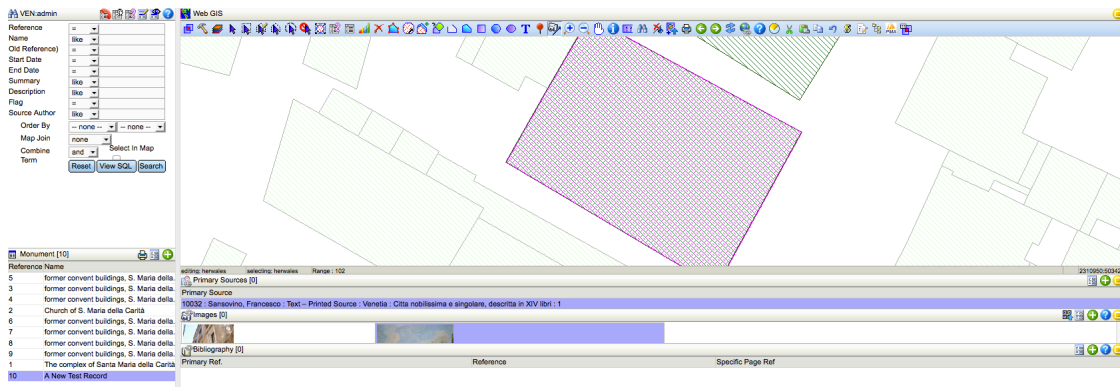 VEN:admin
Reference =
Name like
Old Reference) =
Start Date =
End Date =
Summary like
Description like
Flag =
Source Author like
Order By -- none -- -- none --
Map Join none
Combine Term and Select In Map
Reset View SQL Search
Monument [10]
Reference Name
5 former convent buildings, S. Maria della.
3 former convent buildings, S. Maria della.
4 former convent buildings, S. Maria della.
2 Church of S. Maria della Carità
6 former convent buildings, S. Maria della.
7 former convent buildings, S. Maria della.
8 former convent buildings, S. Maria della.
9 former convent buildings, S. Maria della.
1 The complex of Santa Maria della Carità
10 A New Test Record
Web GIS
editing: herwales selecting: herwales Range : 102 2310950:50342
Primary Sources [0]
Primary Source
10032 : Sansovino, Francesco : Text – Printed Source : Venetia : Citta nobilissima e singolare, descritta in XIV libri : 1
Images [0]
Bibliography [0]
Primary Ref. Reference Specific Page Ref